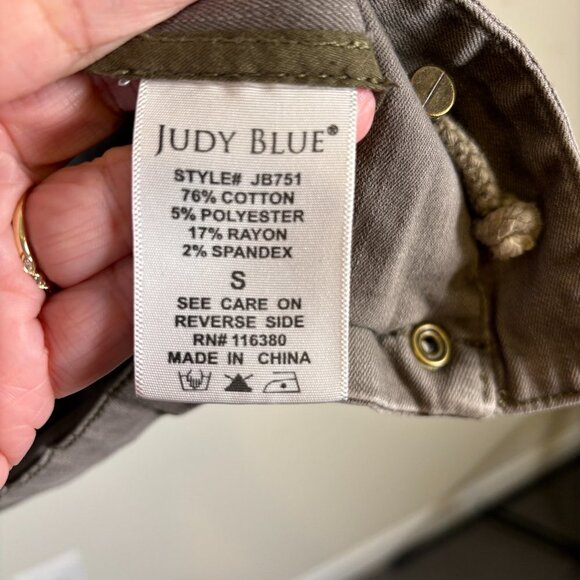 JUDY BLUE®
STYLE# JB751
76% COTTON
5% POLYESTER
17% RAYON
2% SPANDEX
S
SEE CARE ON
REVERSE SIDE
RN# 116380
MADE IN CHINA